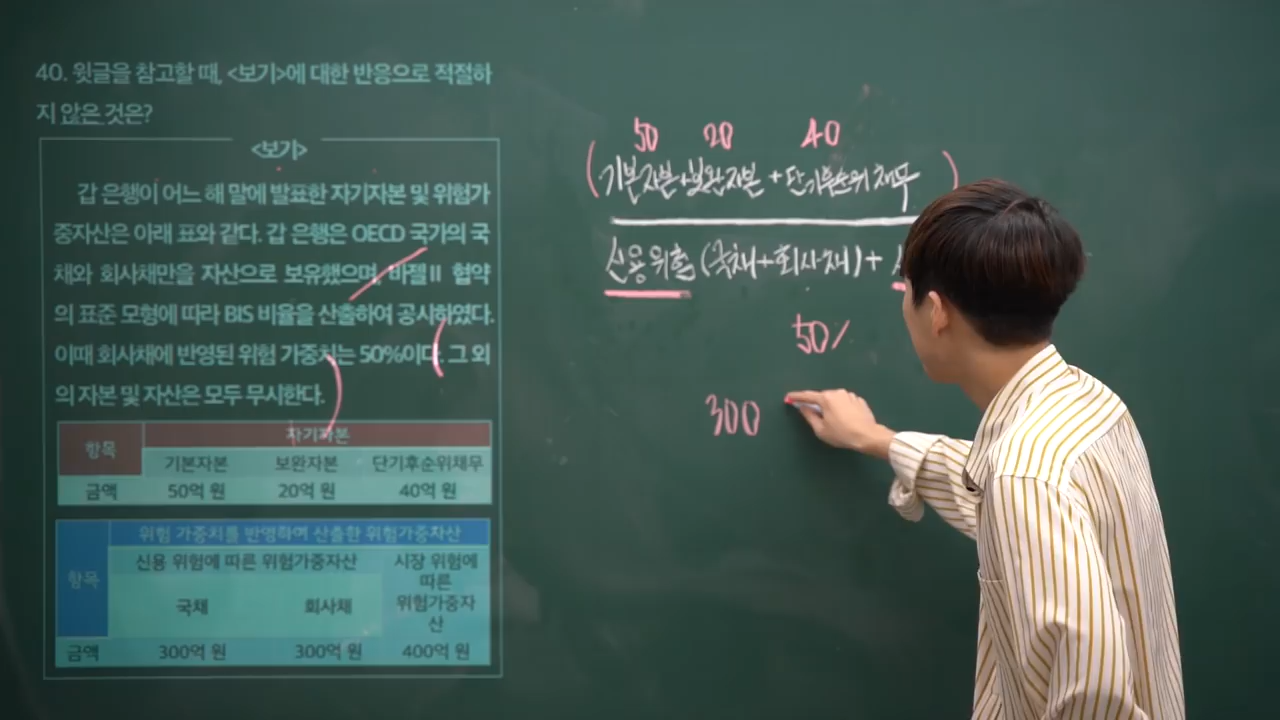 40. 윗글을 참고할 때, <보기>에 대한 반응으로 적절하
지 않은 것은?
<보기>
갑 은행이 어느 해 말에 발표한 자기자본 및 위험가
중자산은 아래 표와 같다. 갑 은행은 OECD 국가의 국
채와 회사채만을 자산으로 보유했으며, 바젤Ⅱ 협약
의 표준 모형에 따라 BIS 비율을 산출하여 공시하였다.
이때 회사채에 반영된 위험 가중치는 50%이다. 그 외
의 자본 및 자산은 모두 무시한다.
항목 자기자본
기본자본 보완자본 단기후순위채무
금액 50억 원 20억 원 40억 원
항목 위험 가중치를 반영하여 산출한 위험가중자산
신용 위험에 따른 위험가중자산 시장 위험에
따른
위험가중자
산
국채 회사채
금액 300억 원 300억 원 400억 원
50 20 40
(기본자본+보완자본+단기후순위채무)
신용위험(국채+회사채)+
50%
300